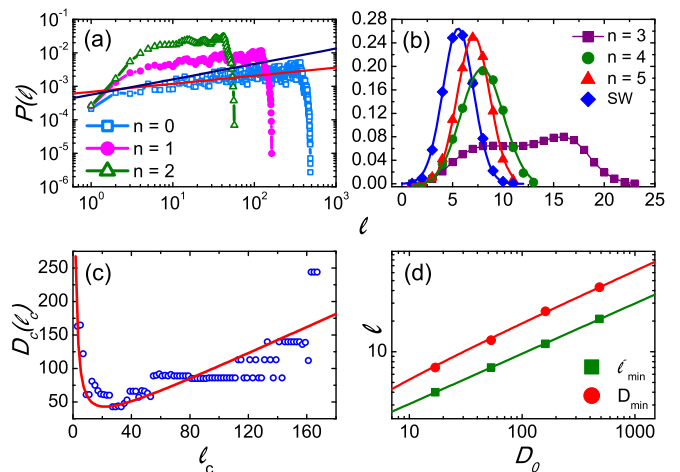 (a)
P(ℓ)
10⁻¹
10⁻²
10⁻³
10⁻⁴
10⁻⁵
10⁻⁶
n = 0
n = 1
n = 2
10⁰ 10¹ 10² 10³
(b)
0.28
0.24
0.20
0.16
0.12
0.08
0.04
0.00
n = 3
n = 4
n = 5
SW
0 5 10 15 20 25
ℓ
(c)
D_c(ℓ_c)
250
200
150
100
50
0 40 80 120 160
ℓ_c
(d)
ℓ
10
ℓ_min
D_min
10 100 1000
D_0